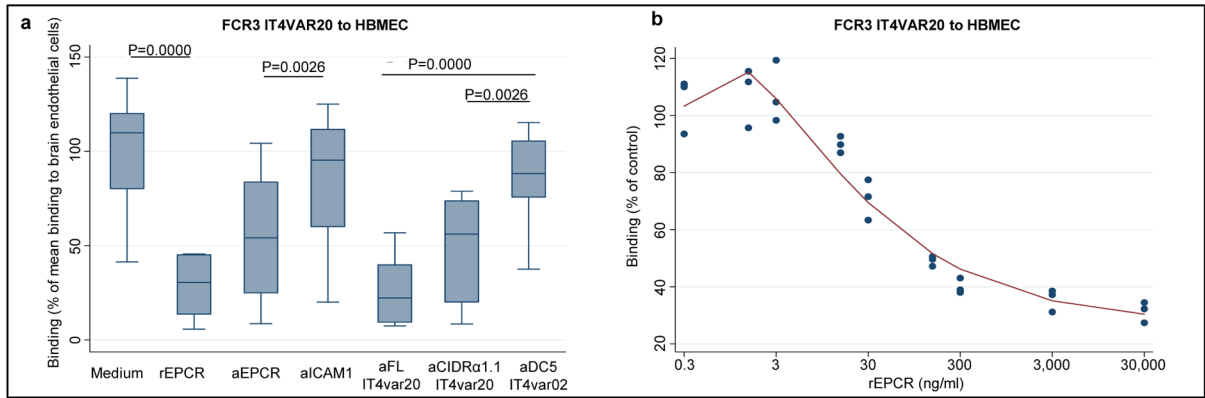 a
FCR3 IT4VAR20 to HBMEC
Binding (% of mean binding to brain endothelial cells)
150
100
50
0
P=0.0000
P=0.0026
P=0.0000
P=0.0026
Medium rEPCR aEPCR aICAM1 aFL aCIDRα1.1 aDC5
IT4var20 IT4var20 IT4var02
b
FCR3 IT4VAR20 to HBMEC
Binding (% of control)
120
100
80
60
40
20
0.3 3 30 300 3,000 30,000
rEPCR (ng/ml)